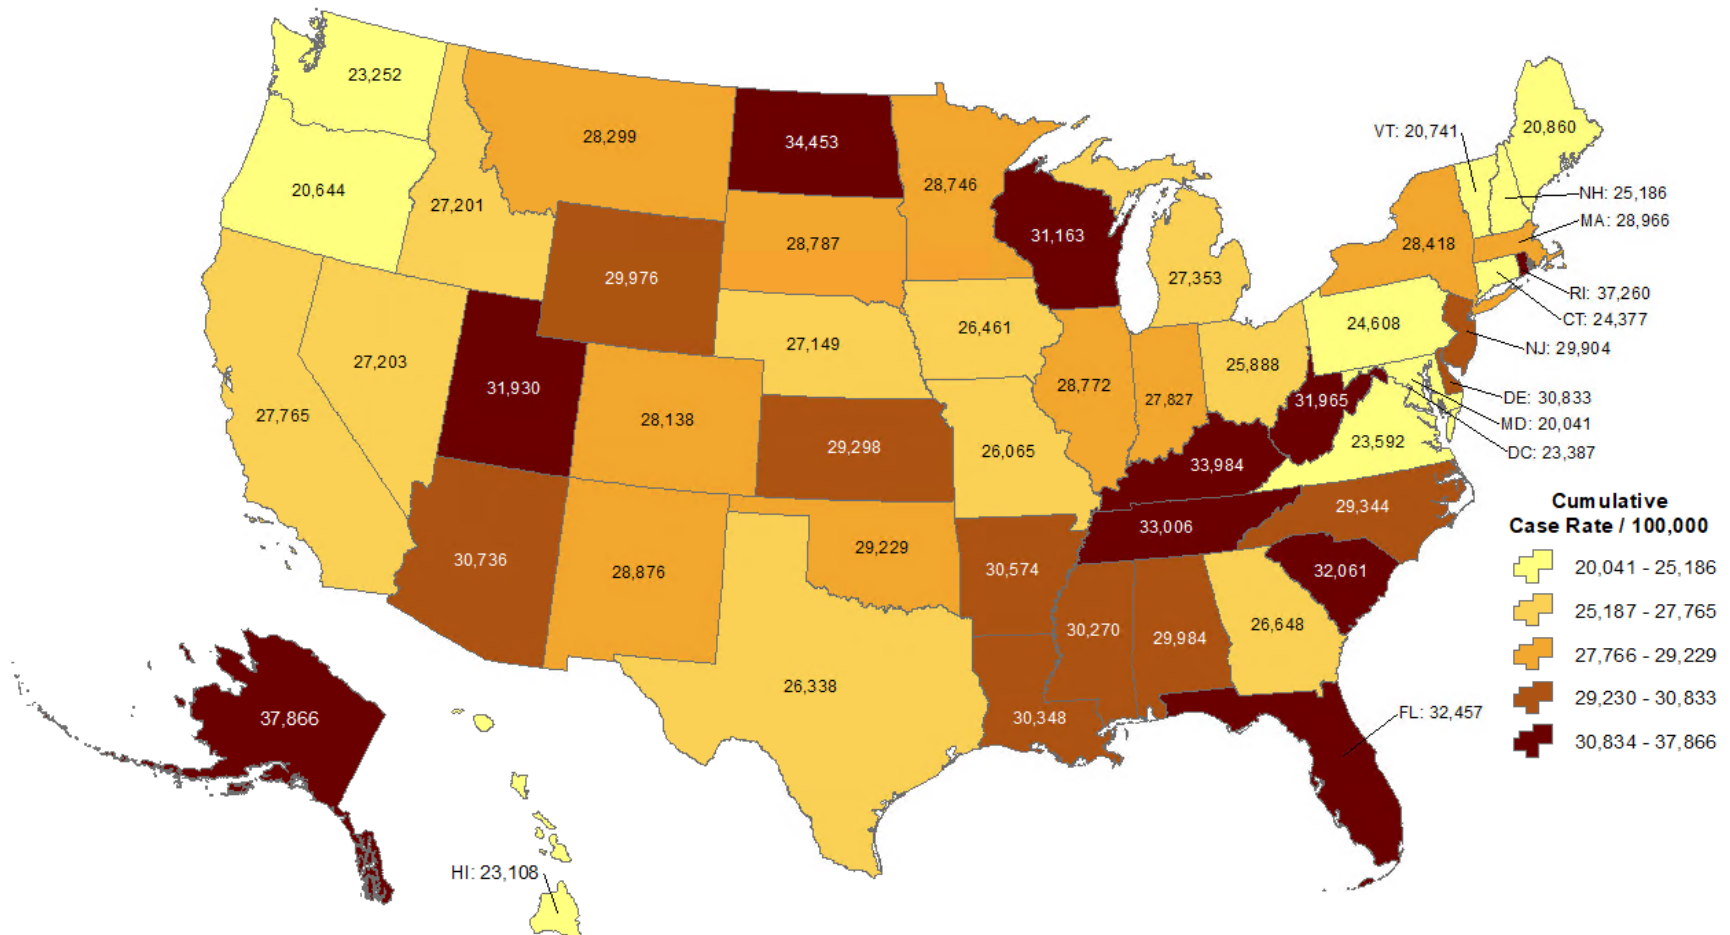 23,252
20,644
27,201
28,299
34,453
28,746
31,163
27,353
VT: 20,741
20,860
NH: 25,186
MA: 28,966
28,418
RI: 37,260
CT: 24,377
NJ: 29,904
24,608
25,888
DE: 30,833
MD: 20,041
DC: 23,387
28,787
29,976
27,765
27,203
31,930
28,138
27,149
26,461
28,772
27,827
31,965
23,592
29,298
26,065
33,984
33,006
29,344
32,061
30,736
28,876
29,229
30,574
30,270
29,984
26,648
26,338
30,348
FL: 32,457
37,866
HI: 23,108
Cumulative
Case Rate / 100,000
20,041 - 25,186
25,187 - 27,765
27,766 - 29,229
29,230 - 30,833
30,834 - 37,866